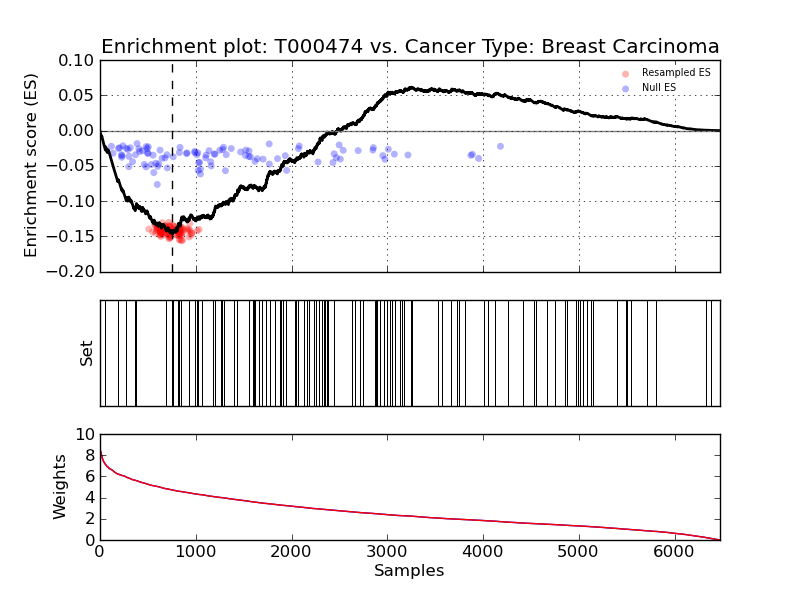 Enrichment plot: T000474 vs. Cancer Type: Breast Carcinoma
0.10
0.05
0.00
−0.05
−0.10
−0.15
−0.20
Enrichment score (ES)
Resampled ES
Null ES
Set
10
8
6
4
2
0
Weights
0 1000 2000 3000 4000 5000 6000
Samples